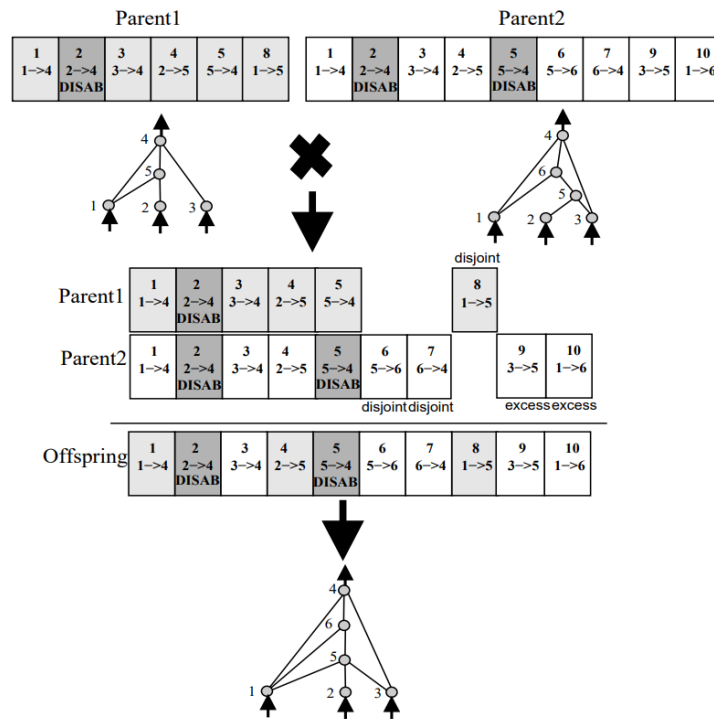 Parent1
Parent2
1 2 3 4 5 8
1->4 2->4 3->4 2->5 5->4 1->5
DISAB
1 2 3 4 5 6 7 9 10
1->4 2->4 3->4 2->5 5->4 5->6 6->4 3->5 1->6
DISAB DISAB
4
5
1 2 3
4
6
5
1 2 3
disjoint
Parent1
1 2 3 4 5 8
1->4 2->4 3->4 2->5 5->4 1->5
DISAB
Parent2
1 2 3 4 5 6 7 9 10
1->4 2->4 3->4 2->5 5->4 5->6 6->4 3->5 1->6
DISAB DISAB
disjoint disjoint excess excess
Offspring
1 2 3 4 5 6 7 8 9 10
1->4 2->4 3->4 2->5 5->4 5->6 6->4 1->5 3->5 1->6
DISAB DISAB
4
6
5
1 2 3